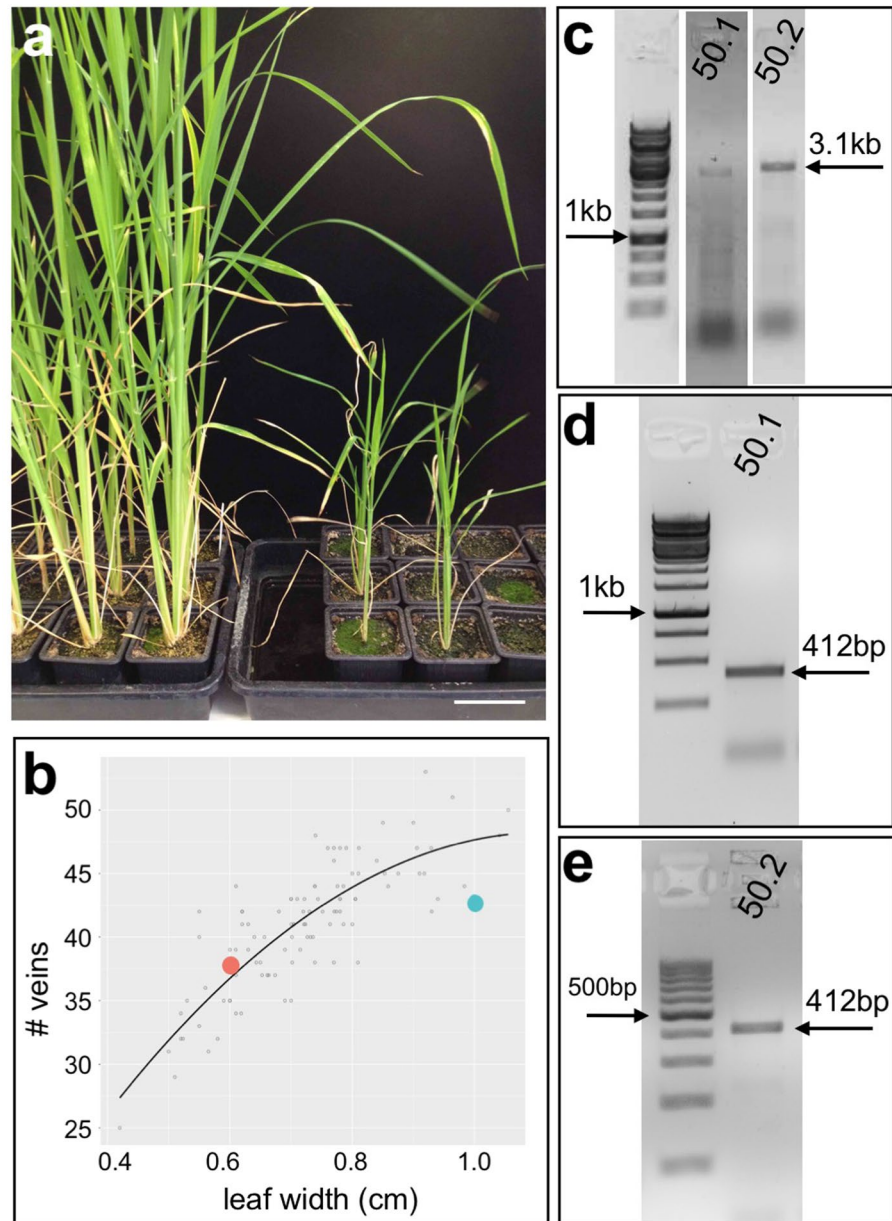 a
b
50
45
40
35
30
25
# veins
0.4 0.6 0.8 1.0
leaf width (cm)
c
50.1 50.2
3.1kb
1kb
d
50.1
1kb
412bp
e
50.2
500bp
412bp